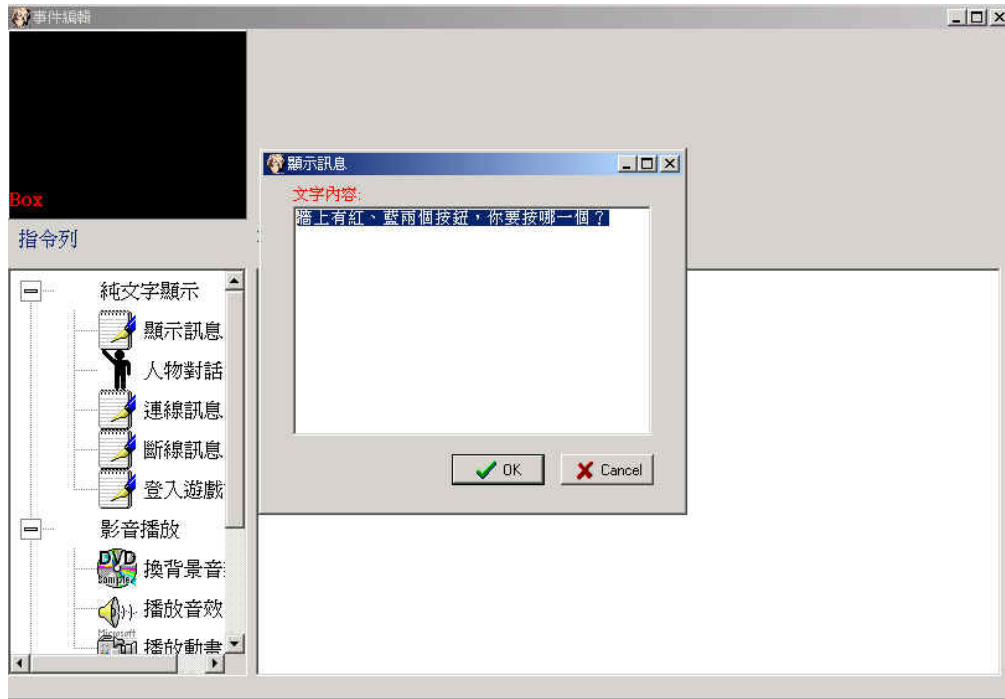 事件編輯
Box
指令列
純文字顯示
顯示訊息
人物對話
連線訊息
斷線訊息
登入遊戲
影音播放
DVD
Sample
換背景音
播放音效
Microsoft
播放動畫
顯示訊息
文字內容:
牆上有紅、藍兩個按鈕，你要按哪一個？
OK
Cancel